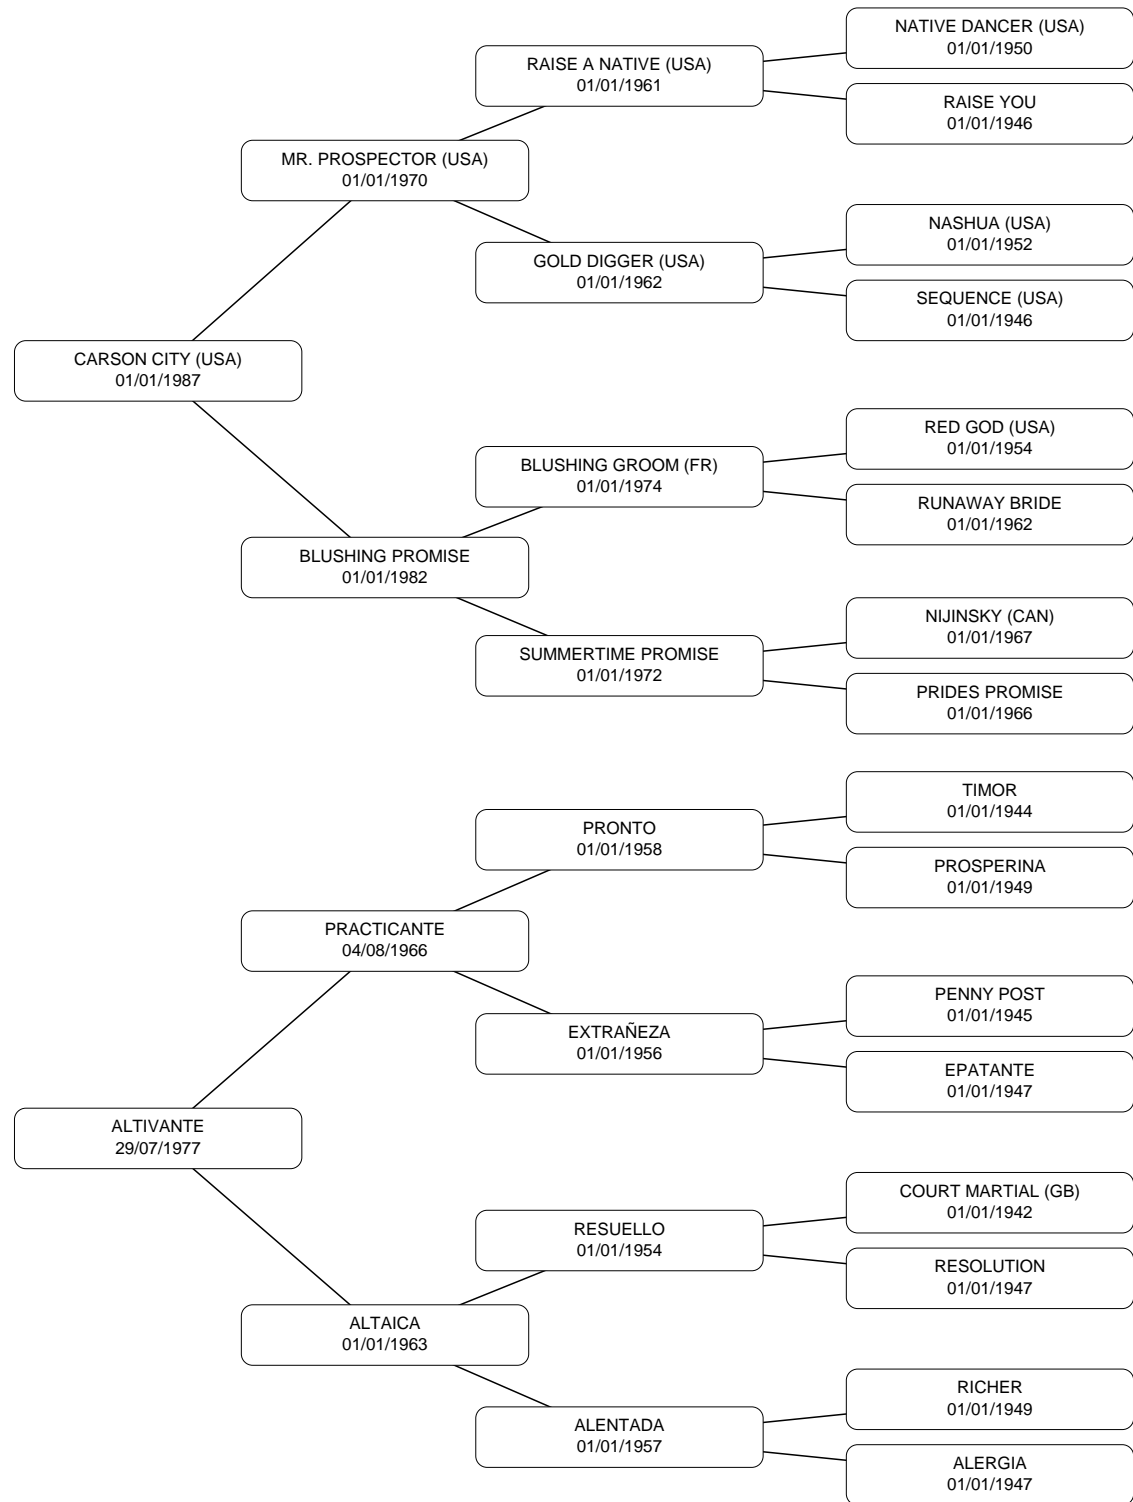 NATIVE DANCER (USA)
01/01/1950
RAISE A NATIVE (USA)
01/01/1961
RAISE YOU
01/01/1946
MR. PROSPECTOR (USA)
01/01/1970
NASHUA (USA)
01/01/1952
GOLD DIGGER (USA)
01/01/1962
SEQUENCE (USA)
01/01/1946
CARSON CITY (USA)
01/01/1987
RED GOD (USA)
01/01/1954
BLUSHING GROOM (FR)
01/01/1974
RUNAWAY BRIDE
01/01/1962
BLUSHING PROMISE
01/01/1982
NIJINSKY (CAN)
01/01/1967
SUMMERTIME PROMISE
01/01/1972
PRIDES PROMISE
01/01/1966
TIMOR
01/01/1944
PRONTO
01/01/1958
PROSPERINA
01/01/1949
PRACTICANTE
04/08/1966
PENNY POST
01/01/1945
EXTRAÑEZA
01/01/1956
EPATANTE
01/01/1947
ALTIVANTE
29/07/1977
COURT MARTIAL (GB)
01/01/1942
RESUELLO
01/01/1954
RESOLUTION
01/01/1947
ALTAICA
01/01/1963
RICHER
01/01/1949
ALENTADA
01/01/1957
ALERGIA
01/01/1947